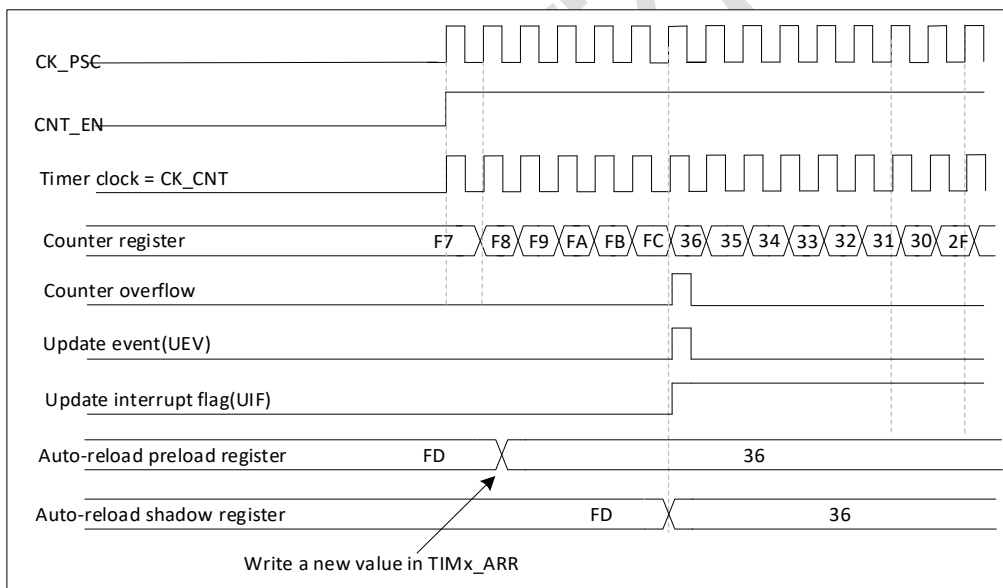 CK_PSC
CNT_EN
Timer clock = CK_CNT
Counter register F7 F8 F9 FA FB FC 36 35 34 33 32 31 30 2F
Counter overflow
Update event(UEV)
Update interrupt flag(UIF)
Auto-reload preload register FD 36
Auto-reload shadow register FD 36
Write a new value in TIMx_ARR